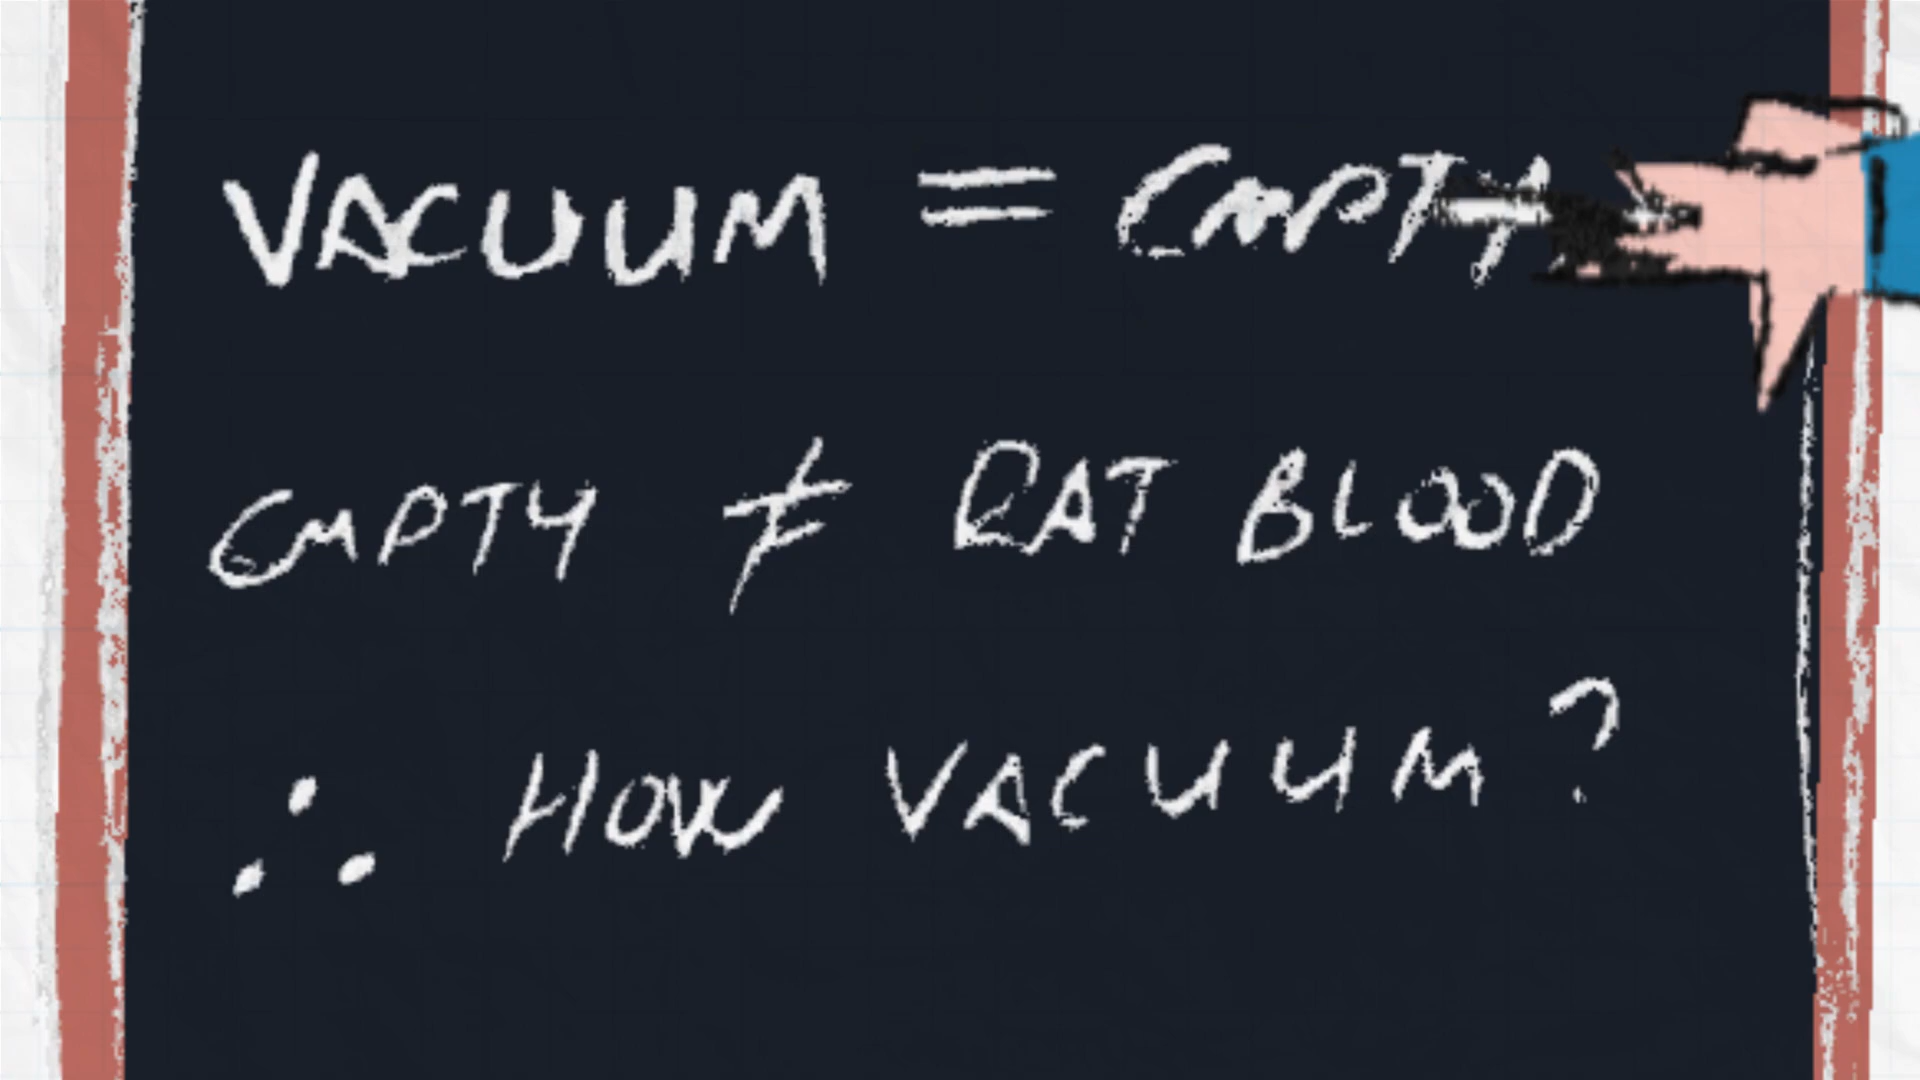 VACUUM = EMPTY
EMPTY ≠ RAT BLOOD
∴ HOW VACUUM?